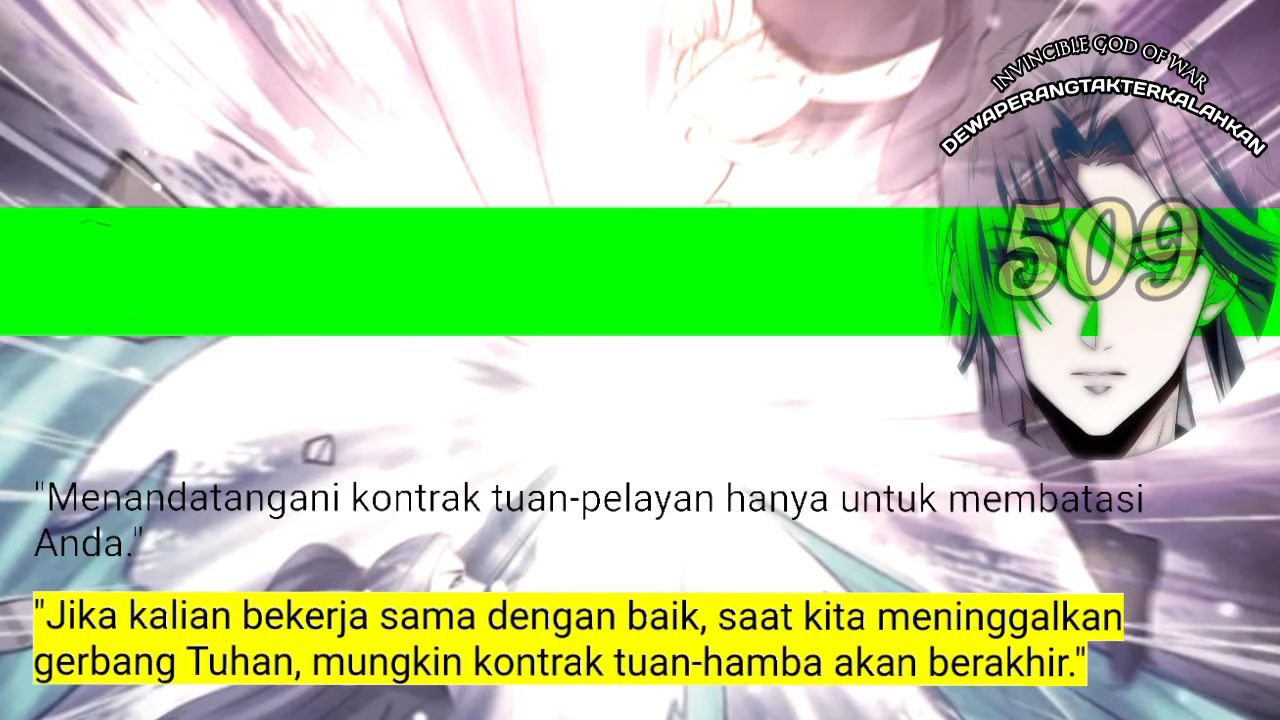 INVINCIBLE GOD OF WAR
DEWAPERANGTAKTERKALAHKAN
509
"Menandatangani kontrak tuan-pelayan hanya untuk membatasi
Anda."
"Jika kalian bekerja sama dengan baik, saat kita meninggalkan
gerbang Tuhan, mungkin kontrak tuan-hamba akan berakhir."